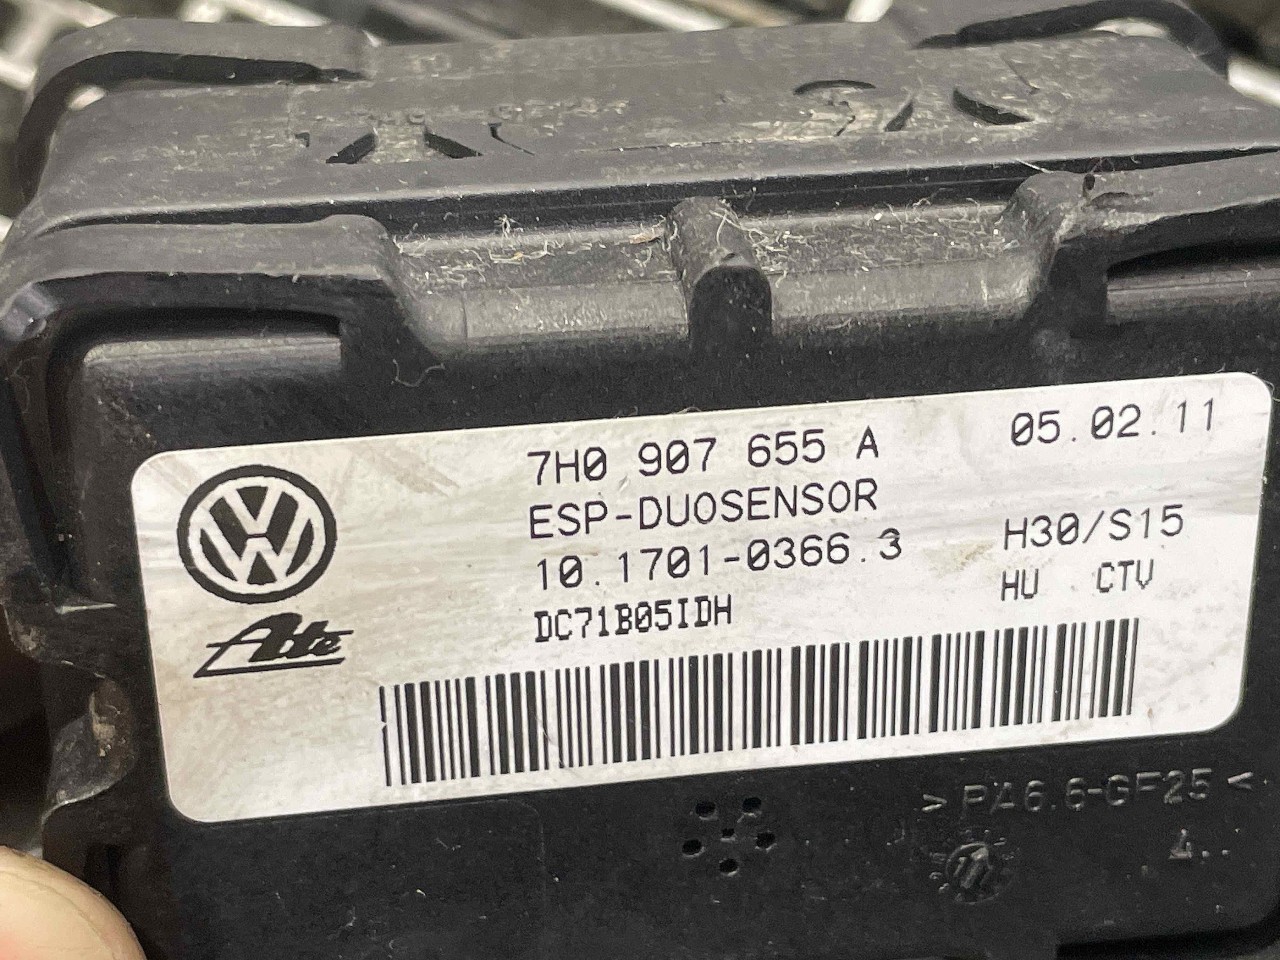 7H0 907 655 A 05.02.11
ESP-DUOSENSOR
10.1701-0366.3 H30/S15
DC71B05IDH HU . CTV
Ate
>PA6.6-GF25<